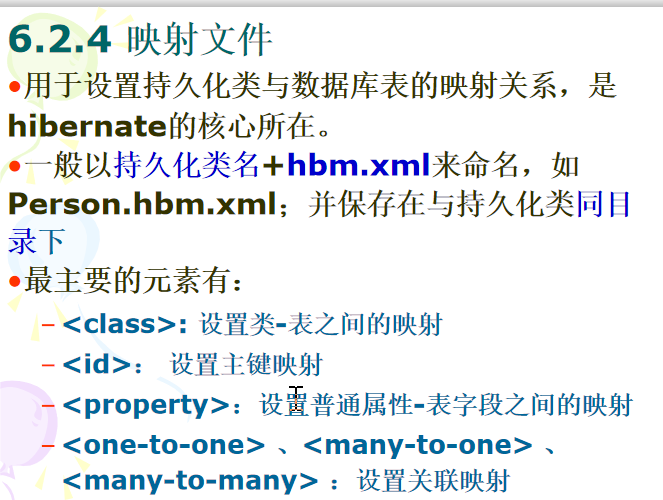 6.2.4 映射文件
•用于设置持久化类与数据库表的映射关系，是
hibernate的核心所在。
•一般以持久化类名+hbm.xml来命名，如
Person.hbm.xml；并保存在与持久化类同目
录下
•最主要的元素有：
–<class>: 设置类-表之间的映射
–<id>： 设置主键映射
–<property>：设置普通属性-表字段之间的映射
–<one-to-one> 、<many-to-one> 、
<many-to-many> ：设置关联映射